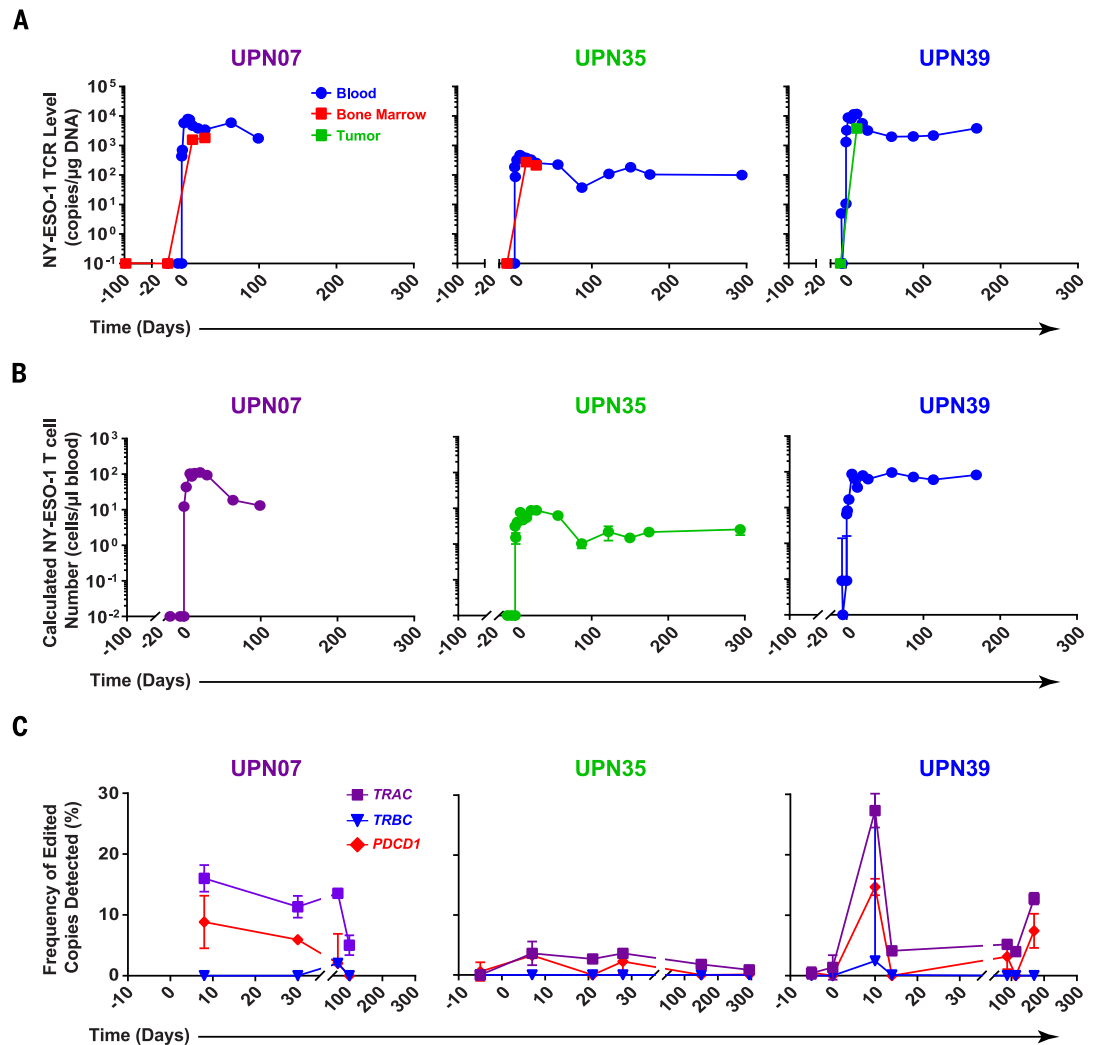 A
UPN07
UPN35
UPN39
NY-ESO-1 TCR Level
(copies/µg DNA)
10⁵
10⁴
10³
10²
10¹
10⁰
10⁻¹
Blood
Bone Marrow
Tumor
-100 -20 0 100 200 300
-100 -20 0 100 200 300
-100 -20 0 100 200 300
Time (Days)
B
UPN07
UPN35
UPN39
Calculated NY-ESO-1 T cell
Number (cells/µl blood)
10³
10²
10¹
10⁰
10⁻¹
10⁻²
-100 -20 0 100 200 300
-100 -20 0 100 200 300
-100 -20 0 100 200 300
Time (Days)
C
UPN07
UPN35
UPN39
Frequency of Edited
Copies Detected (%)
30
20
10
0
TRAC
TRBC
PDCD1
-10 0 10 20 30 100 200 300
-10 0 10 20 30 100 200 300
-10 0 10 20 30 100 200 300
Time (Days)